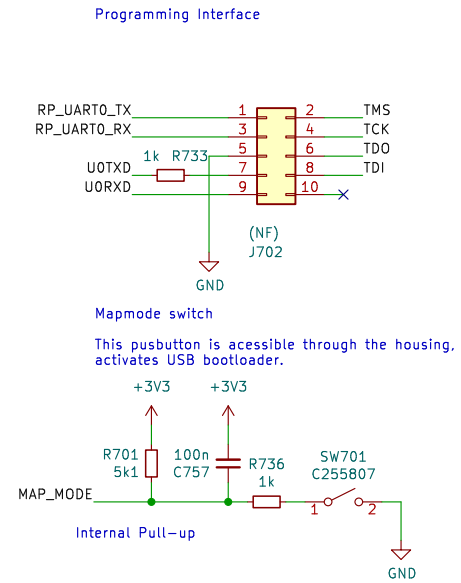 Programming Interface
RP_UART0_TX 1 2 TMS
RP_UART0_RX 3 4 TCK
5 6 TDO
1k R733
U0TXD 7 8 TDI
U0RXD 9 10
(NF)
J702
GND
Mapmode switch
This pusbutton is acessible through the housing,
activates USB bootloader.
+3V3 +3V3
R701 100n
5k1 C757
R736
1k
SW701
C255807
MAP_MODE 1 2
Internal Pull-up
GND